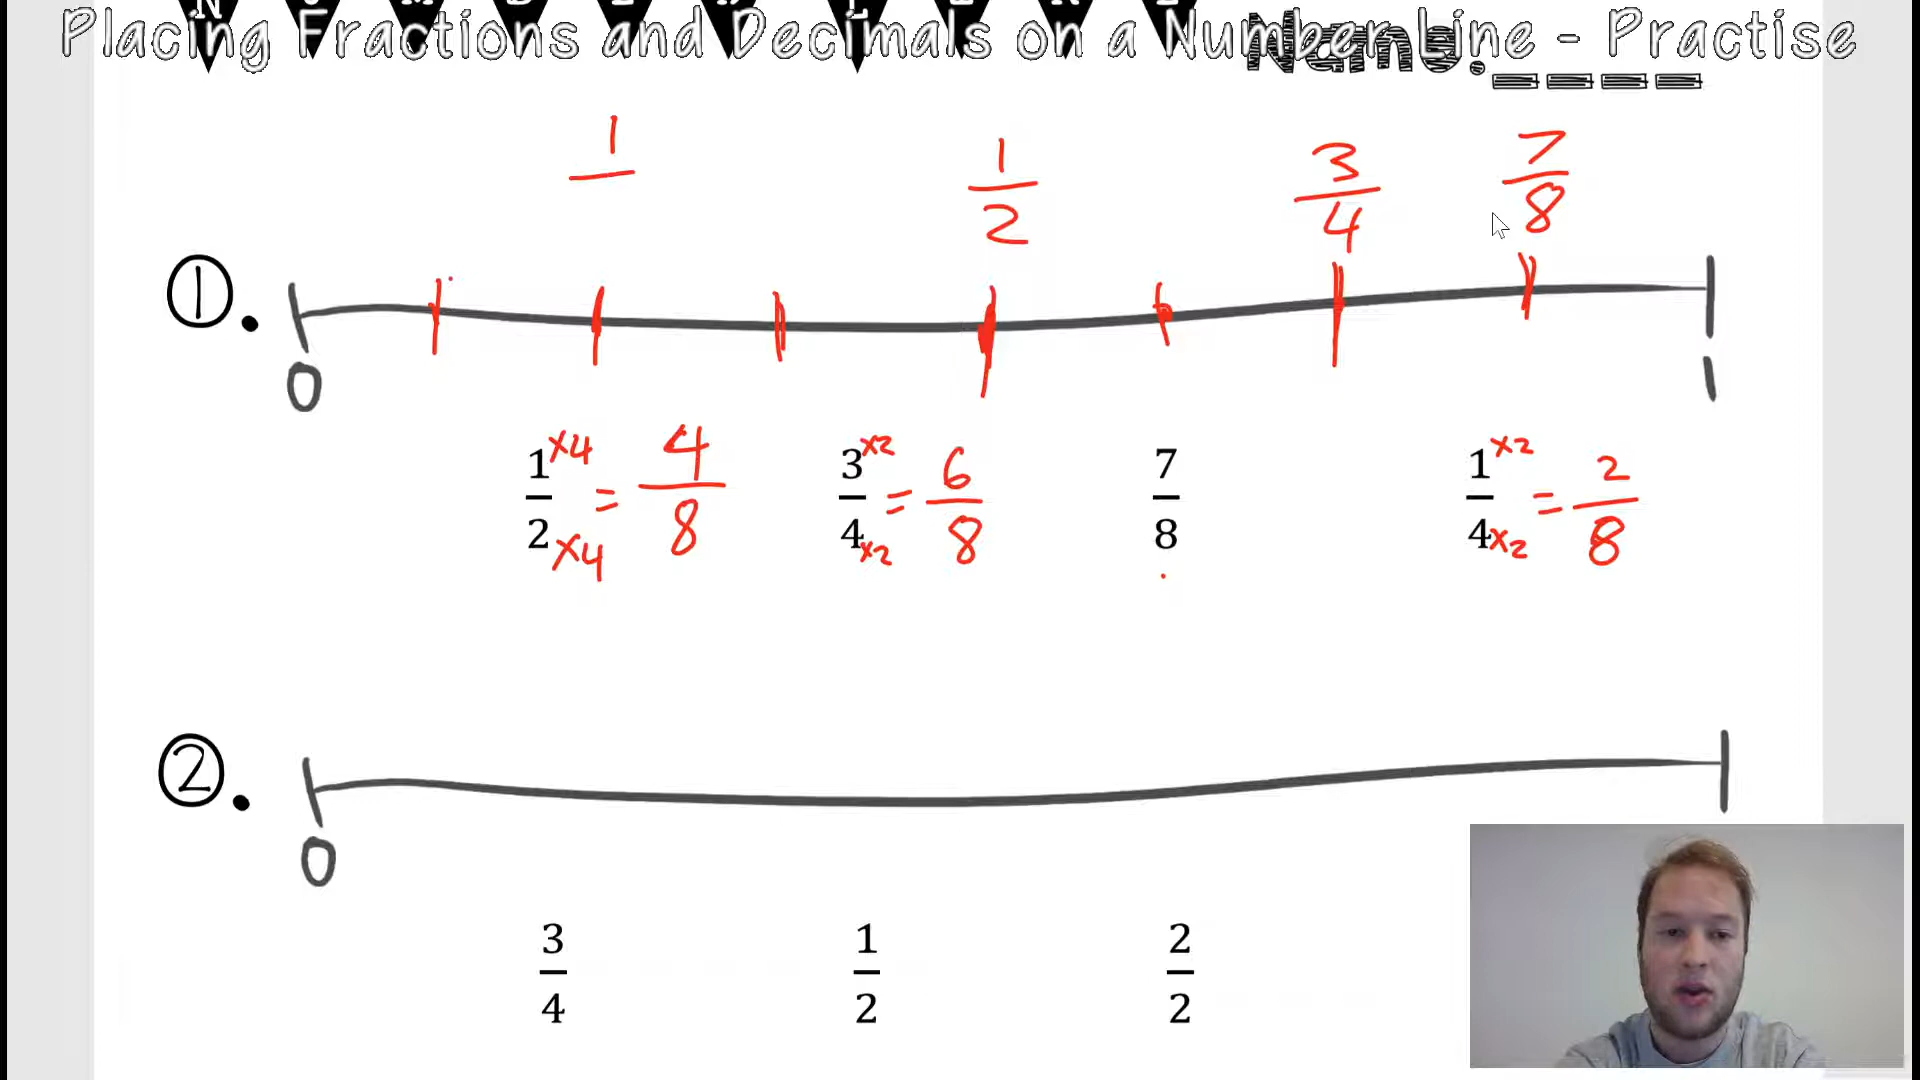 Placing Fractions and Decimals on a Number Line - Practise
Name:
1
1/2
3/4
7/8
1.
0 1
1/2 ×4 ×4 = 4/8
3/4 ×2 ×2 = 6/8
7/8
1/4 ×2 ×2 = 2/8
2.
0
3/4
1/2
2/2